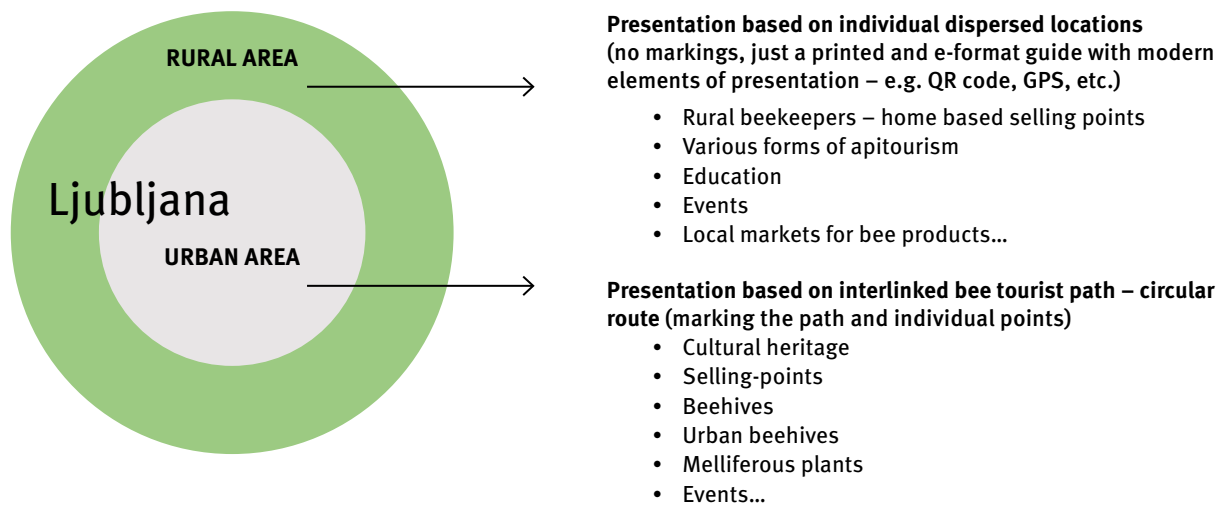 RURAL AREA
Ljubljana
URBAN AREA
Presentation based on individual dispersed locations
(no markings, just a printed and e-format guide with modern
elements of presentation – e.g. QR code, GPS, etc.)
• Rural beekeepers – home based selling points
• Various forms of apitourism
• Education
• Events
• Local markets for bee products…
Presentation based on interlinked bee tourist path – circular
route (marking the path and individual points)
• Cultural heritage
• Selling-points
• Beehives
• Urban beehives
• Melliferous plants
• Events…